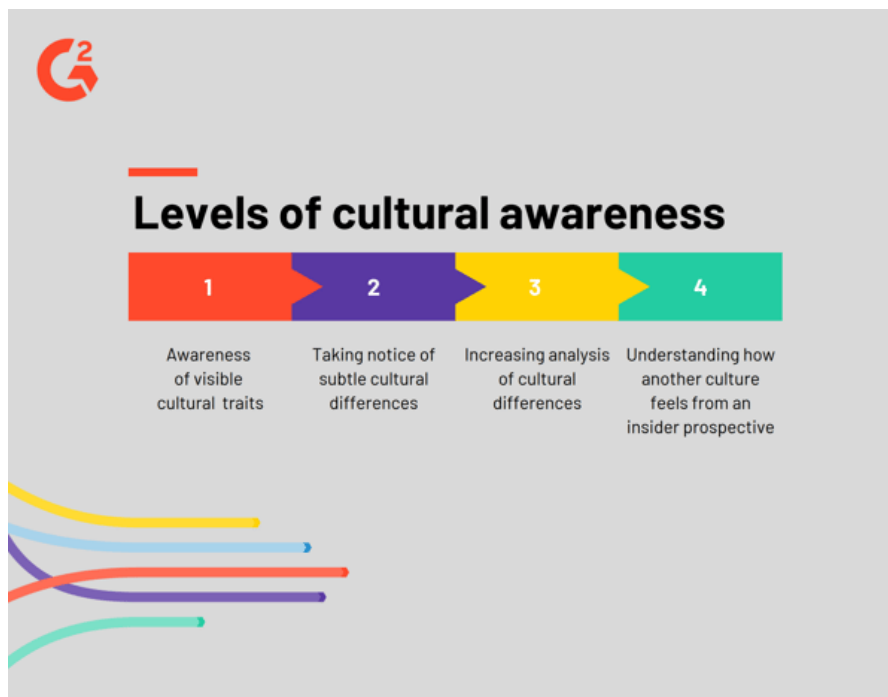 G2
Levels of cultural awareness
1
2
3
4
Awareness
of visible
cultural traits
Taking notice of
subtle cultural
differences
Increasing analysis
of cultural
differences
Understanding how
another culture
feels from an
insider prospective